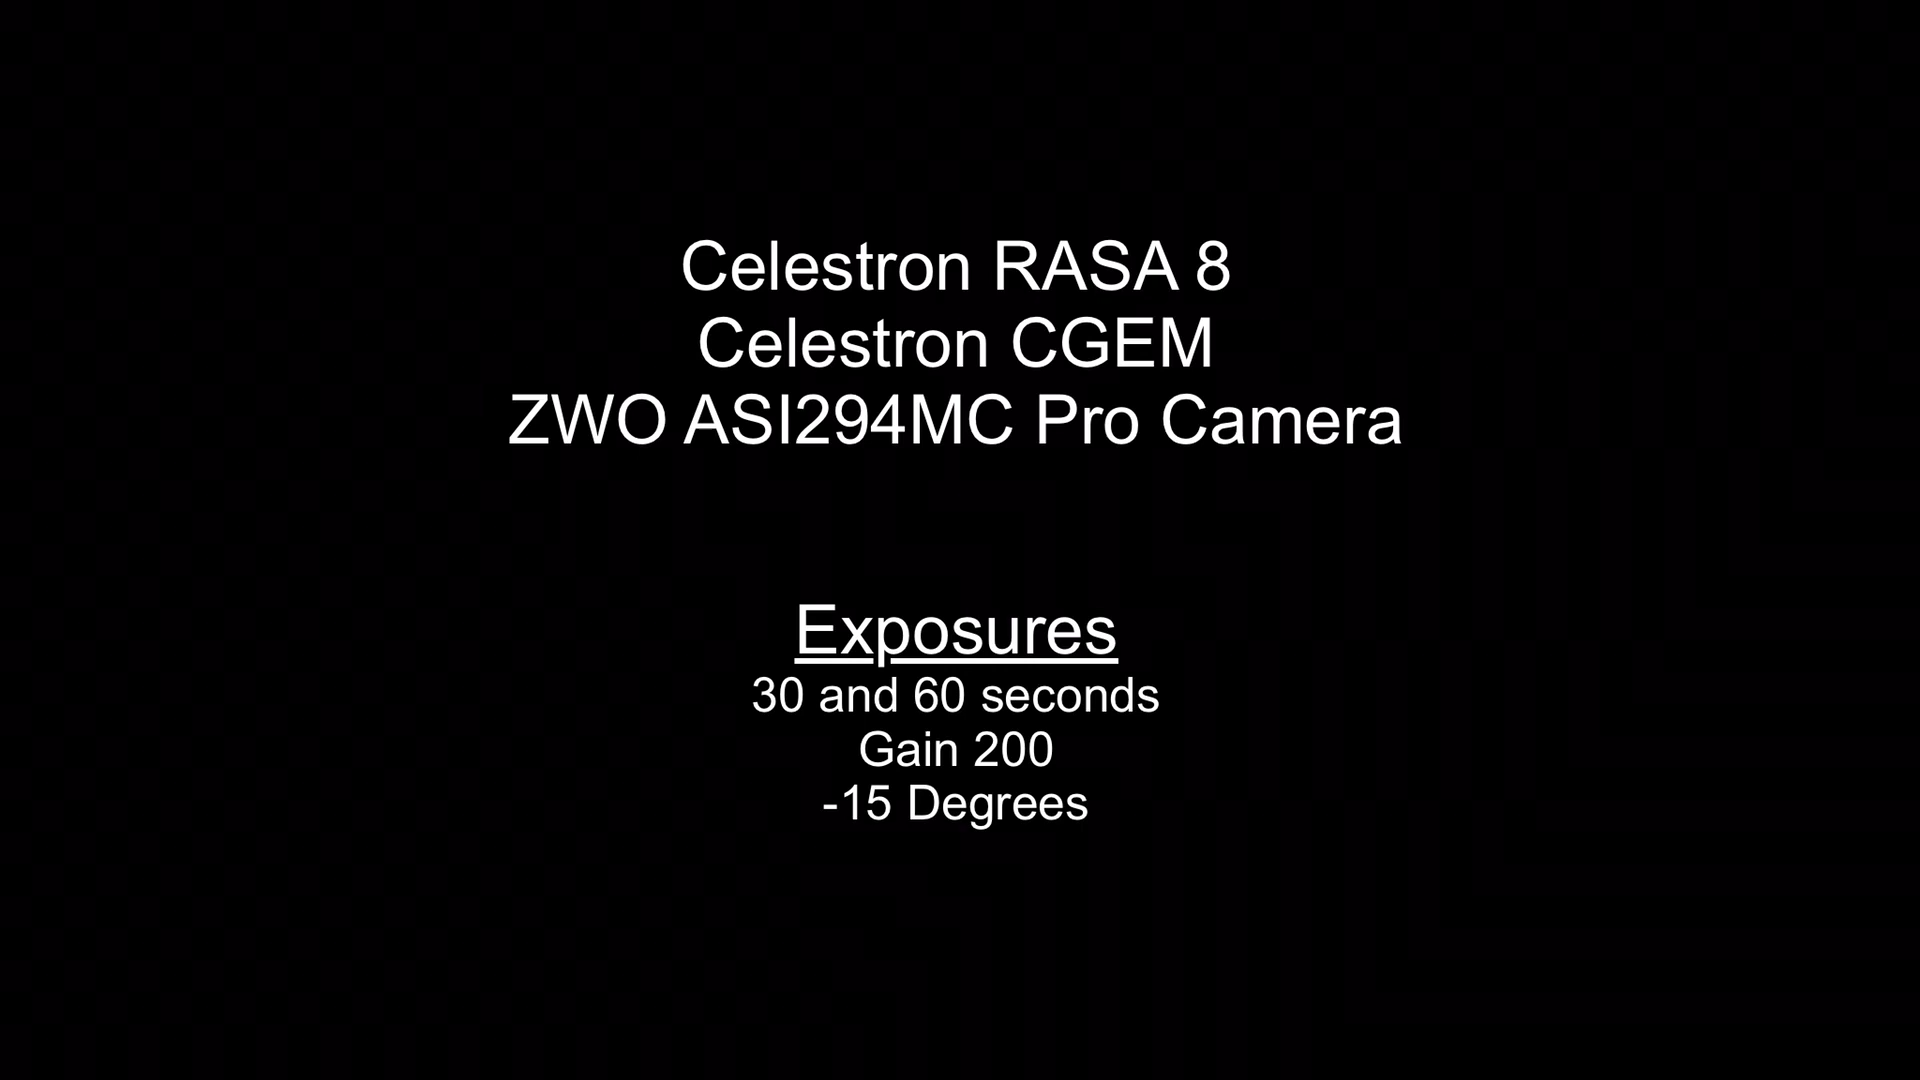 Celestron RASA 8
Celestron CGEM
ZWO ASI294MC Pro Camera
Exposures
30 and 60 seconds
Gain 200
-15 Degrees